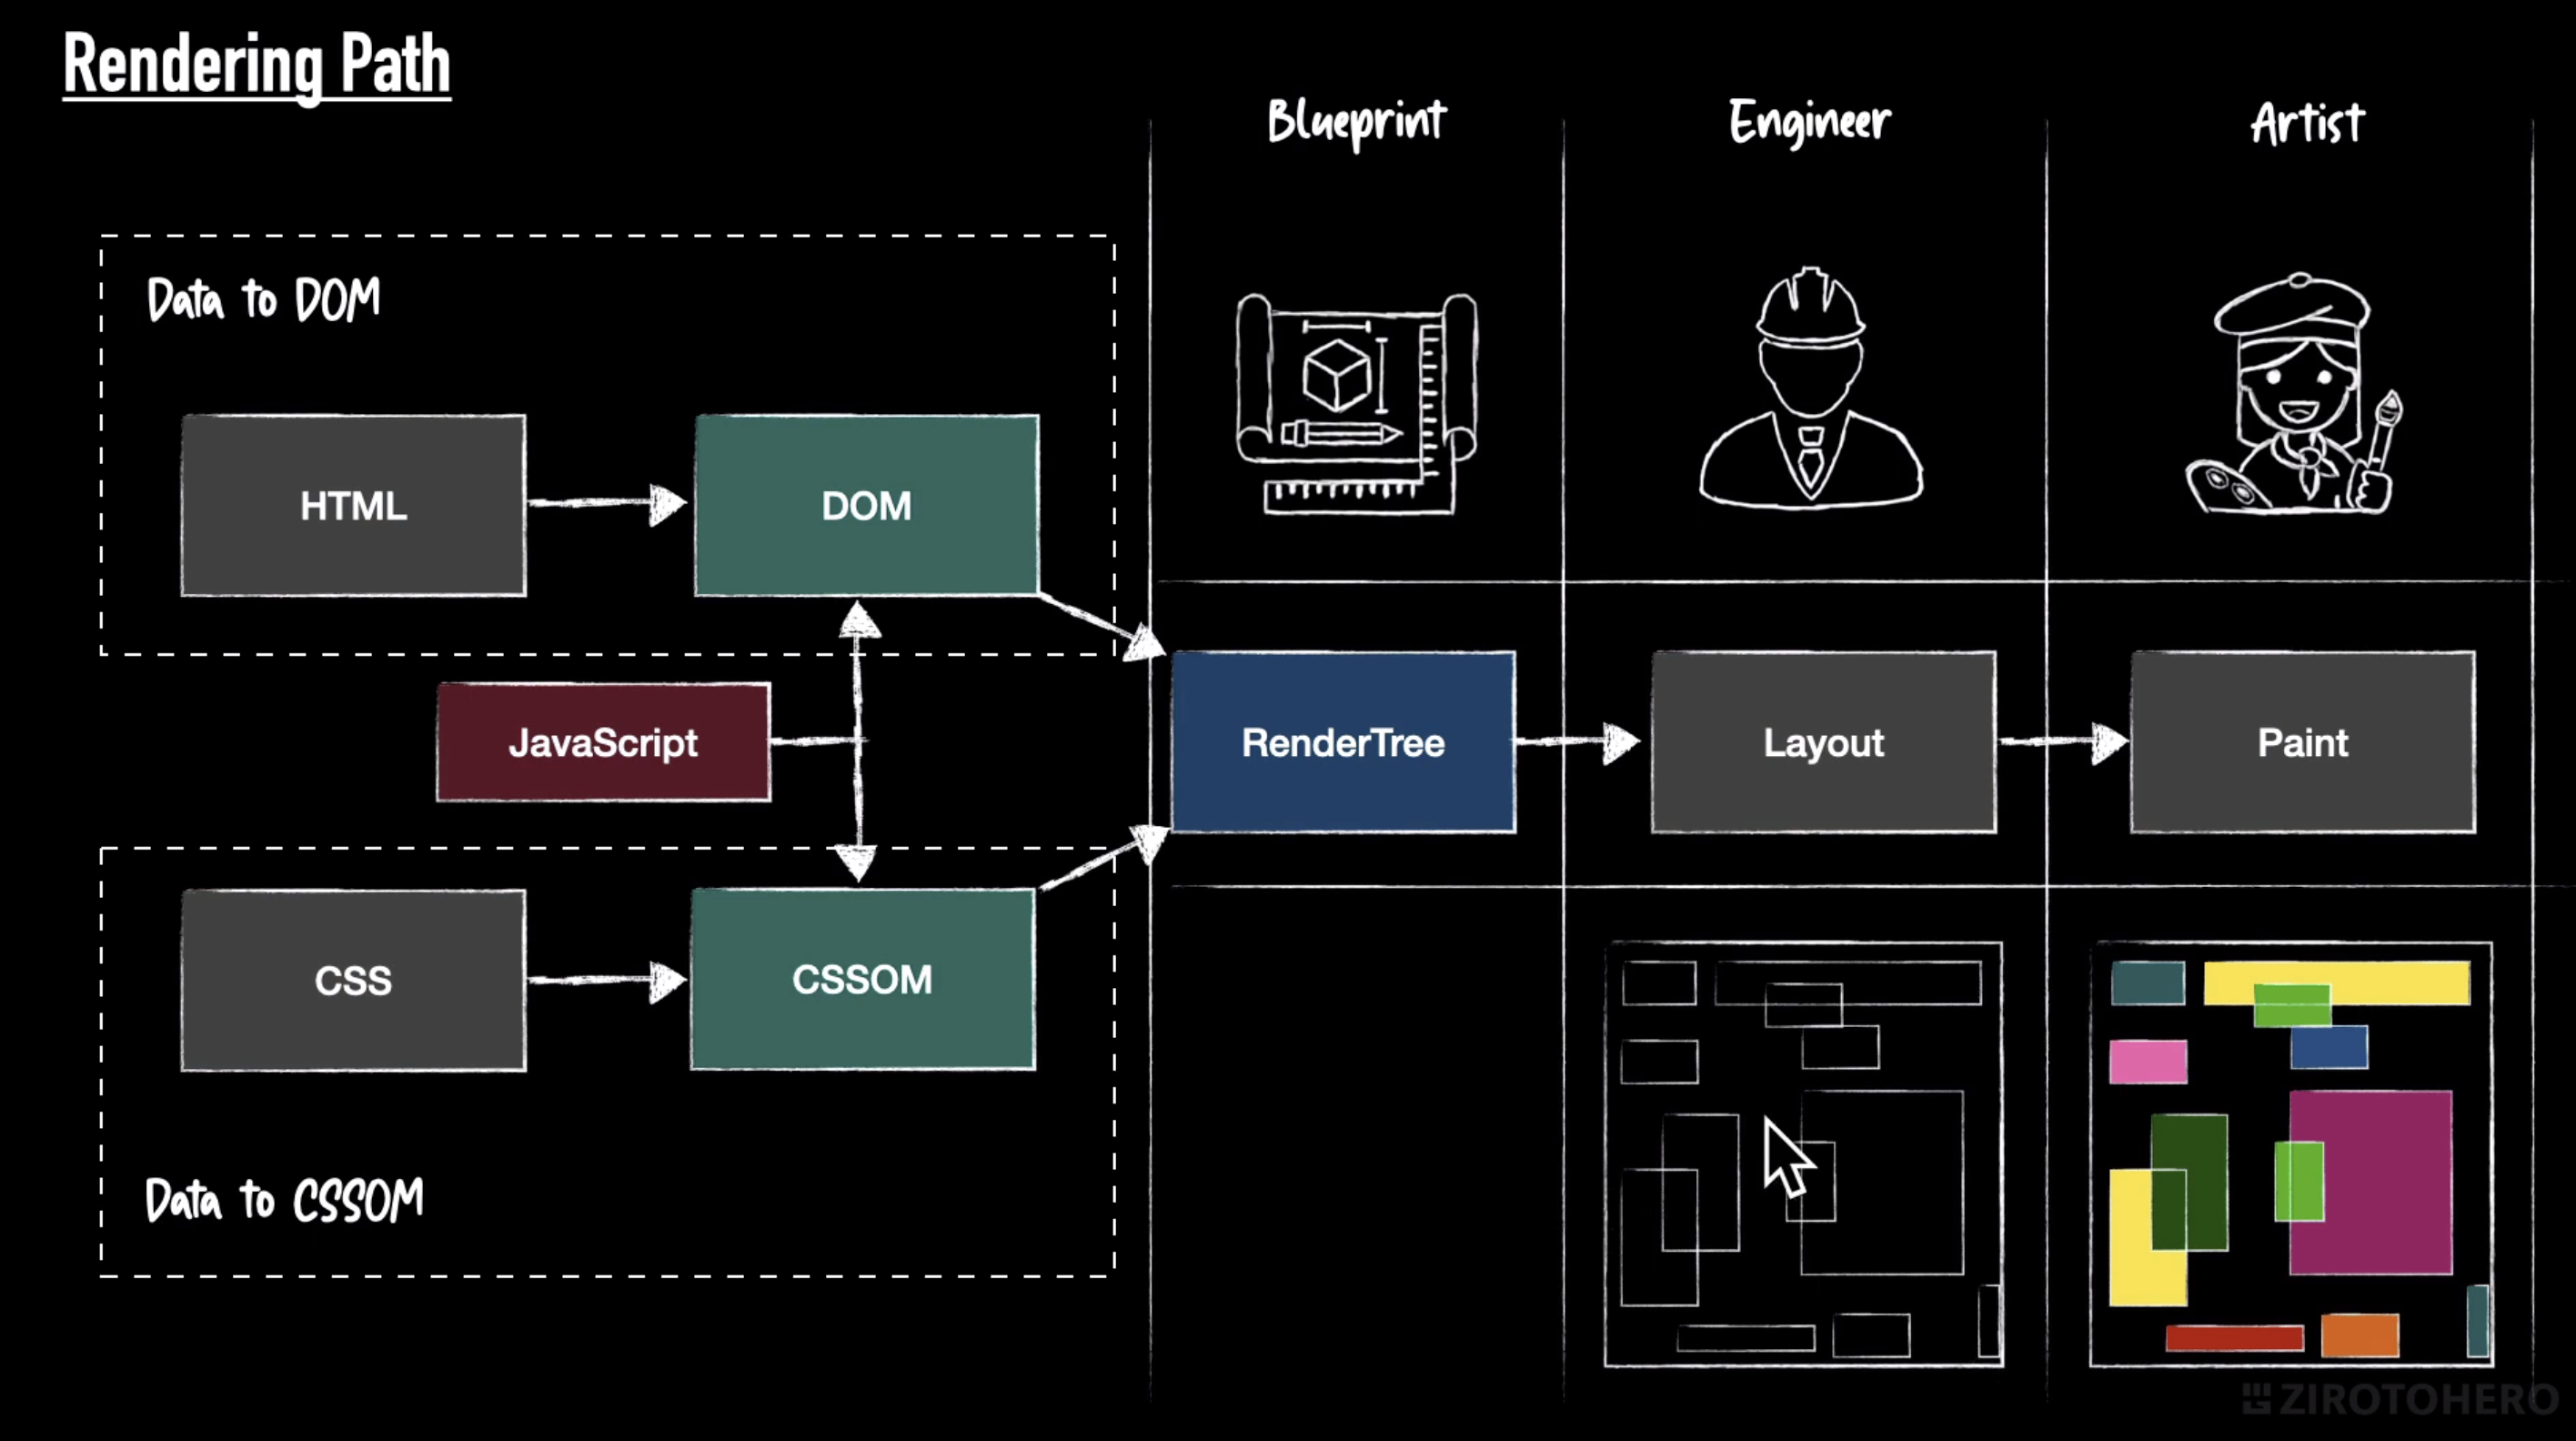 Rendering Path
Blueprint
Engineer
Artist
Data to DOM
HTML
DOM
JavaScript
RenderTree
Layout
Paint
CSS
CSSOM
Data to CSSOM
ZIROTOHERO